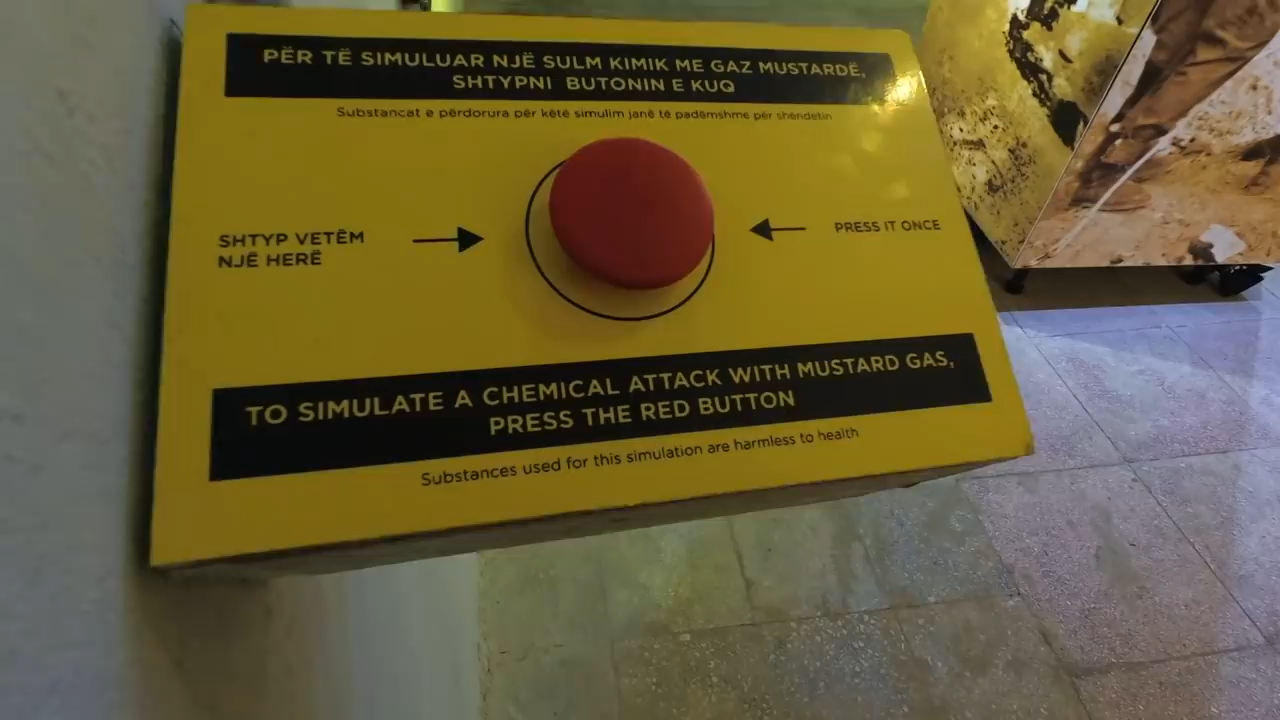 PËR TË SIMULUAR NJË SULM KIMIK ME GAZ MUSTARDË,
SHTYPNI BUTONIN E KUQ
Substancat e përdorura për këtë simulim janë të padëmshme për shëndetin
SHTYP VETËM
NJË HERË
PRESS IT ONCE
TO SIMULATE A CHEMICAL ATTACK WITH MUSTARD GAS,
PRESS THE RED BUTTON
Substances used for this simulation are harmless to health